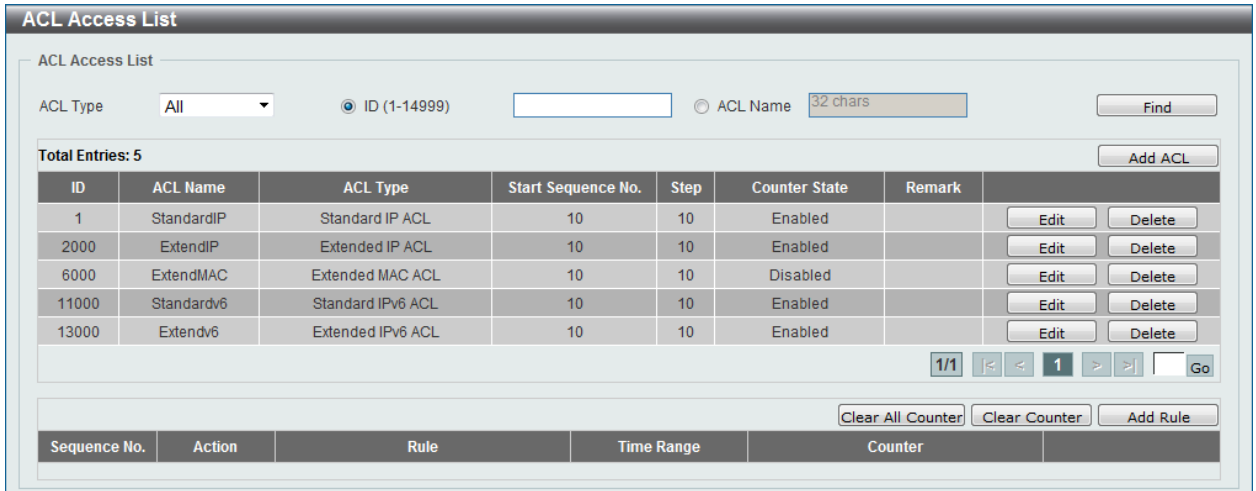 ACL Access List
ACL Access List
ACL Type All ID (1-14999) ACL Name 32 chars Find
Total Entries: 5 Add ACL
ID ACL Name ACL Type Start Sequence No. Step Counter State Remark
1 StandardIP Standard IP ACL 10 10 Enabled Edit Delete
2000 ExtendIP Extended IP ACL 10 10 Enabled Edit Delete
6000 ExtendMAC Extended MAC ACL 10 10 Disabled Edit Delete
11000 Standardv6 Standard IPv6 ACL 10 10 Enabled Edit Delete
13000 Extendv6 Extended IPv6 ACL 10 10 Enabled Edit Delete
1/1 |< < 1 > >| Go
Clear All Counter Clear Counter Add Rule
Sequence No. Action Rule Time Range Counter